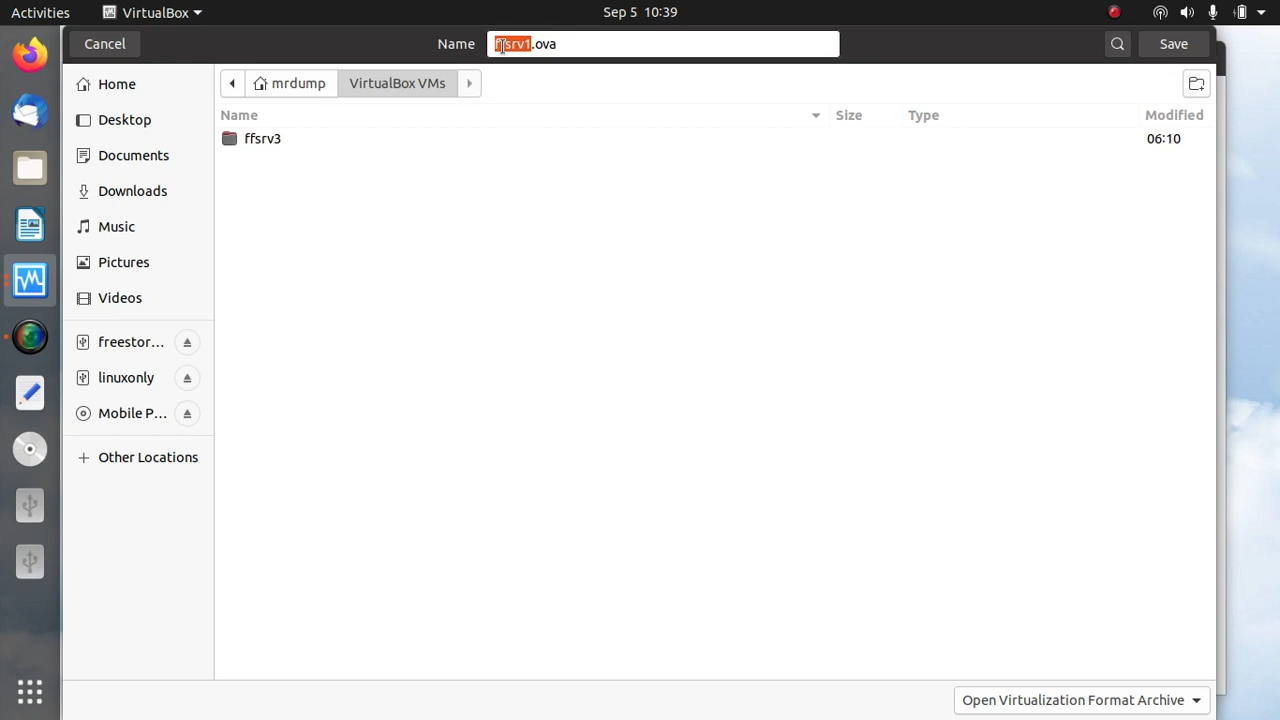 Activities VirtualBox Sep 5 10:39
Cancel Name ffsrv1.ova Save
Home mrdump VirtualBox VMs
Name Size Type Modified
Desktop
ffsrv3 06:10
Documents
Downloads
Music
Pictures
Videos
freestor...
linuxonly
Mobile P...
Other Locations
Open Virtualization Format Archive